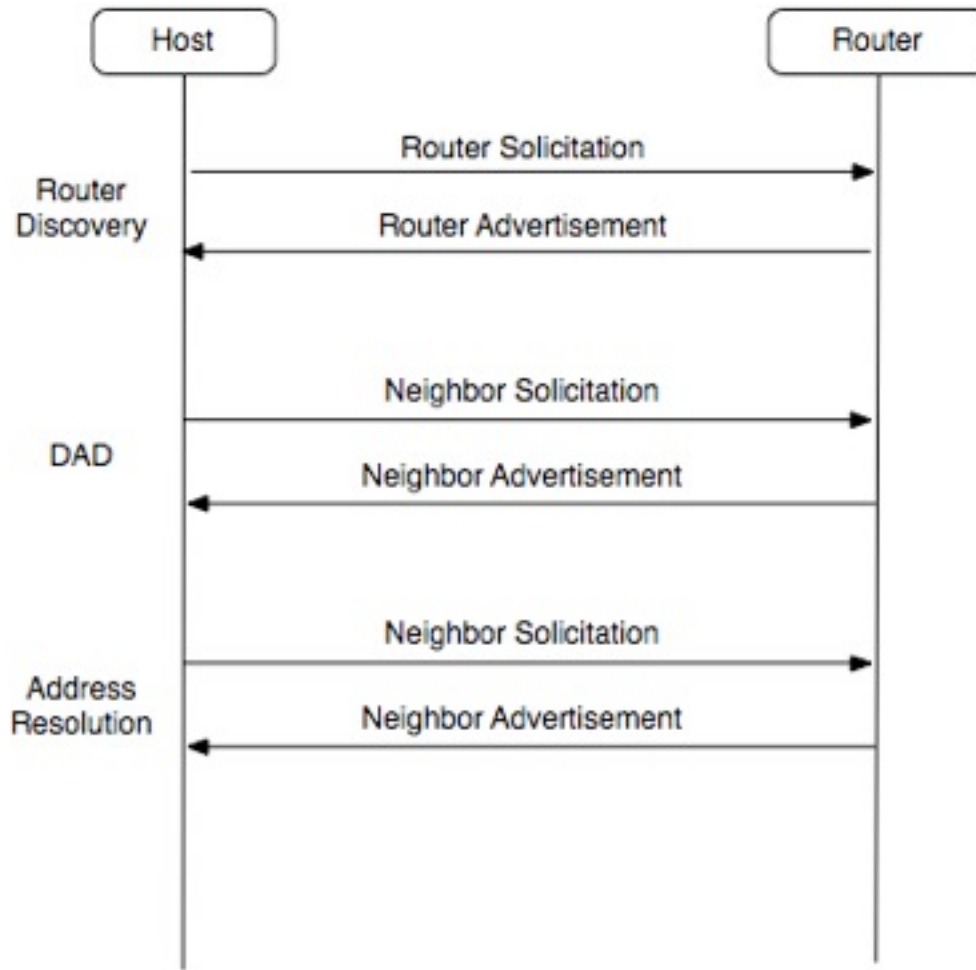 Host
Router
Router Solicitation
Router
Discovery
Router Advertisement
Neighbor Solicitation
DAD
Neighbor Advertisement
Neighbor Solicitation
Address
Resolution
Neighbor Advertisement